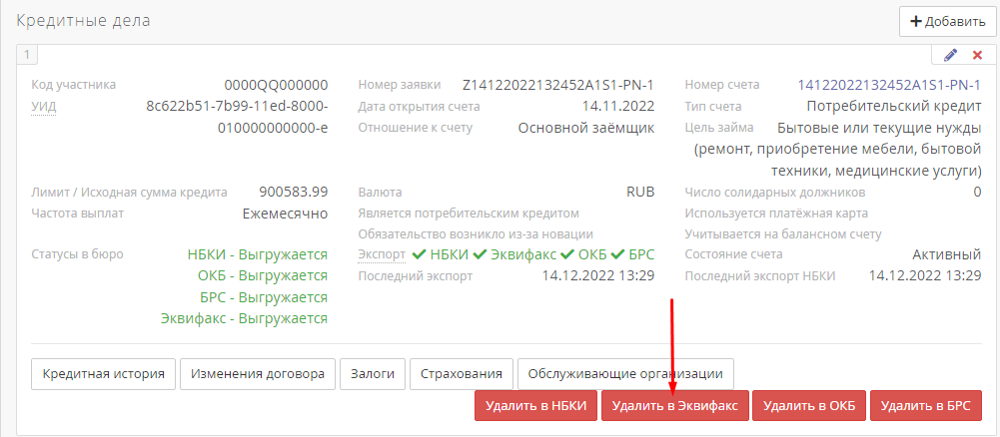 Кредитные дела
Добавить
1
Код участника 0000QQ000000 Номер заявки Z14122022132452A1S1-PN-1 Номер счета 14122022132452A1S1-PN-1
УИД 8c622b51-7b99-11ed-8000- Дата открытия счета 14.11.2022 Тип счета Потребительский кредит
010000000000-e Отношение к счету Основной заёмщик Цель займа Бытовые или текущие нужды
(ремонт, приобретение мебели, бытовой
техники, медицинские услуги)
Лимит / Исходная сумма кредита 900583.99 Валюта RUB Число солидарных должников 0
Частота выплат Ежемесячно Является потребительским кредитом Используется платёжная карта
Обязательство возникло из-за новации Учитывается на балансном счету
Статусы в бюро НБКИ - Выгружается Экспорт НБКИ Эквифакс ОКБ БРС Состояние счета Активный
ОКБ - Выгружается Последний экспорт 14.12.2022 13:29 Последний экспорт НБКИ 14.12.2022 13:29
БРС - Выгружается
Эквифакс - Выгружается
Кредитная история Изменения договора Залоги Страхования Обслуживающие организации
Удалить в НБКИ Удалить в Эквифакс Удалить в ОКБ Удалить в БРС